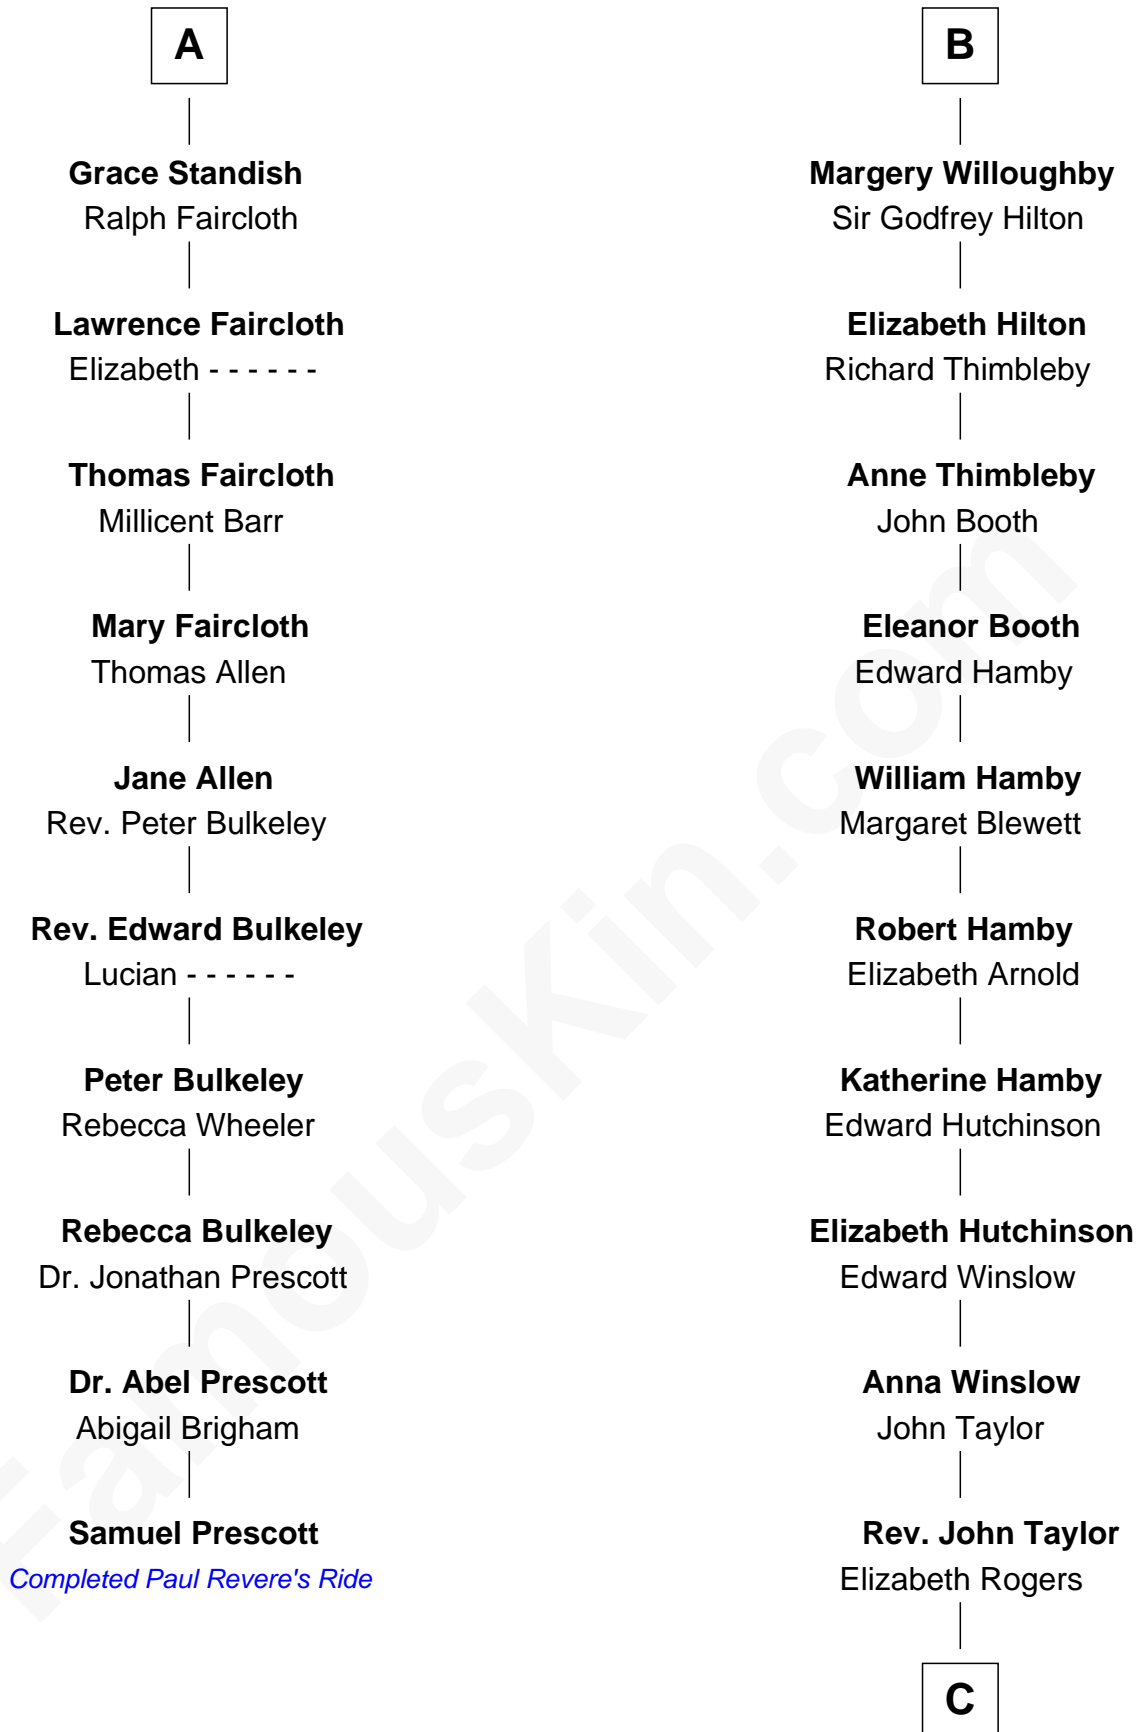 A
Grace Standish
Ralph Faircloth
Lawrence Faircloth
Elizabeth - - - - - -
Thomas Faircloth
Millicent Barr
Mary Faircloth
Thomas Allen
Jane Allen
Rev. Peter Bulkeley
Rev. Edward Bulkeley
Lucian - - - - - -
Peter Bulkeley
Rebecca Wheeler
Rebecca Bulkeley
Dr. Jonathan Prescott
Dr. Abel Prescott
Abigail Brigham
Samuel Prescott
Completed Paul Revere's Ride
B
Margery Willoughby
Sir Godfrey Hilton
Elizabeth Hilton
Richard Thimbleby
Anne Thimbleby
John Booth
Eleanor Booth
Edward Hamby
William Hamby
Margaret Blewett
Robert Hamby
Elizabeth Arnold
Katherine Hamby
Edward Hutchinson
Elizabeth Hutchinson
Edward Winslow
Anna Winslow
John Taylor
Rev. John Taylor
Elizabeth Rogers
C
FamousKin.com